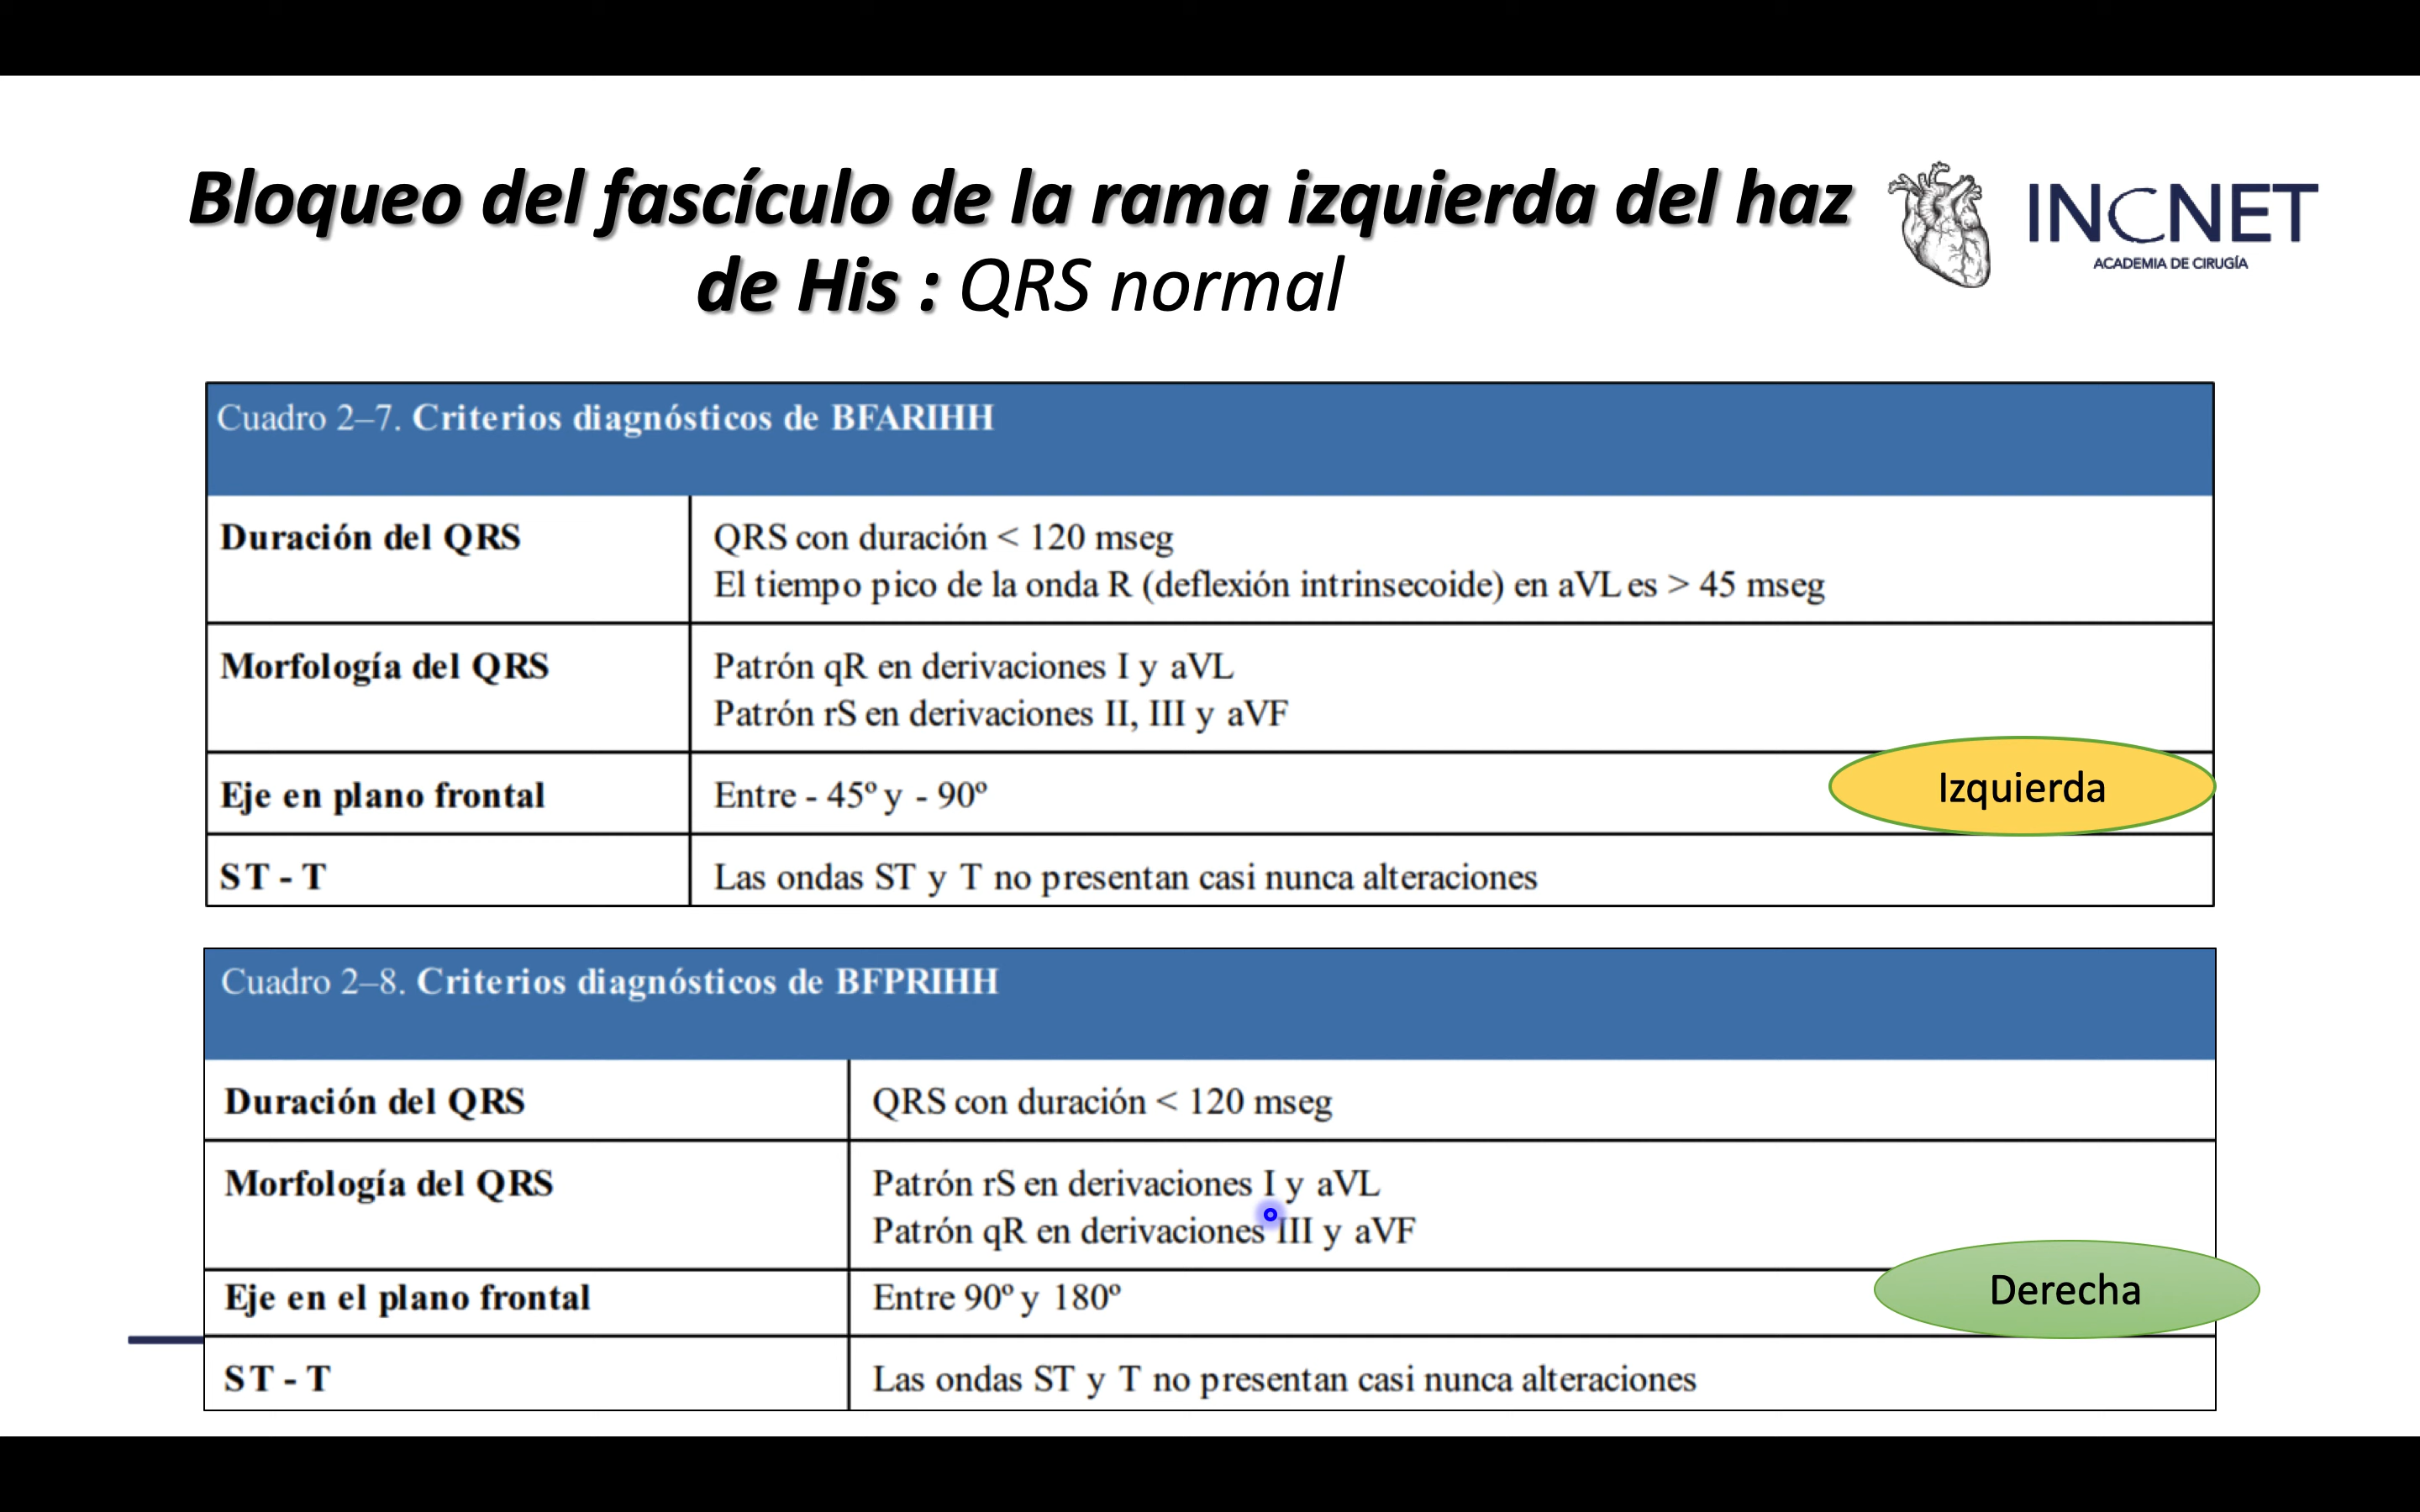 Bloqueo del fascículo de la rama izquierda del haz
de His : QRS normal
INCNET
ACADEMIA DE CIRUGÍA
Cuadro 2–7. Criterios diagnósticos de BFARIHH
Duración del QRS
QRS con duración < 120 mseg
El tiempo pico de la onda R (deflexión intrinsecoide) en aVL es > 45 mseg
Morfología del QRS
Patrón qR en derivaciones I y aVL
Patrón rS en derivaciones II, III y aVF
Eje en plano frontal
Entre - 45º y - 90º
Izquierda
ST - T
Las ondas ST y T no presentan casi nunca alteraciones
Cuadro 2–8. Criterios diagnósticos de BFPRIHH
Duración del QRS
QRS con duración < 120 mseg
Morfología del QRS
Patrón rS en derivaciones I y aVL
Patrón qR en derivaciones III y aVF
Eje en el plano frontal
Entre 90º y 180º
Derecha
ST - T
Las ondas ST y T no presentan casi nunca alteraciones